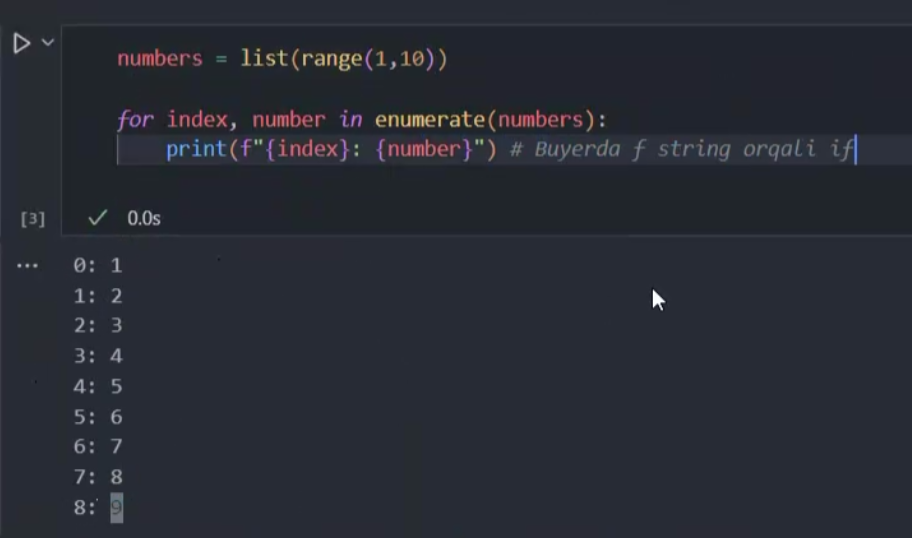 numbers = list(range(1,10))
for index, number in enumerate(numbers):
print(f"{index}: {number}") # Buyerda f string orqali if
[3] 0.0s
0: 1
1: 2
2: 3
3: 4
4: 5
5: 6
6: 7
7: 8
8: 9